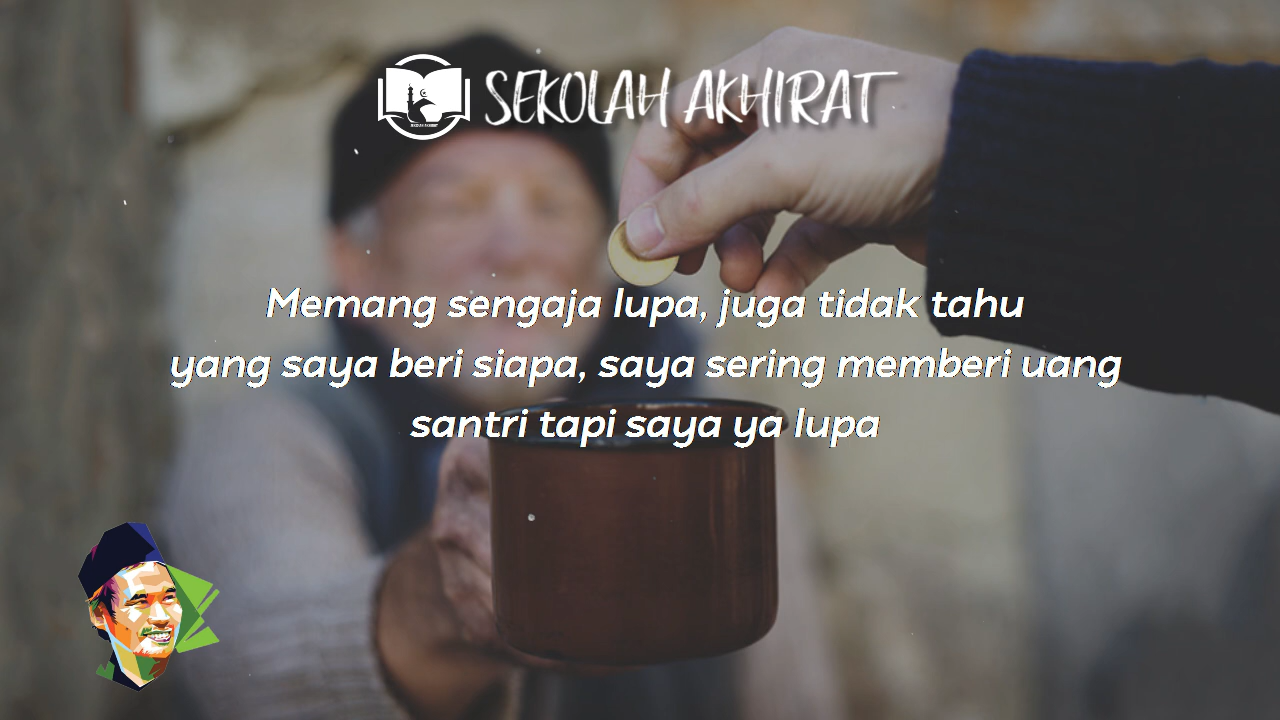 SEKOLAH AKHIRAT
Memang sengaja lupa, juga tidak tahu
yang saya beri siapa, saya sering memberi uang
santri tapi saya ya lupa